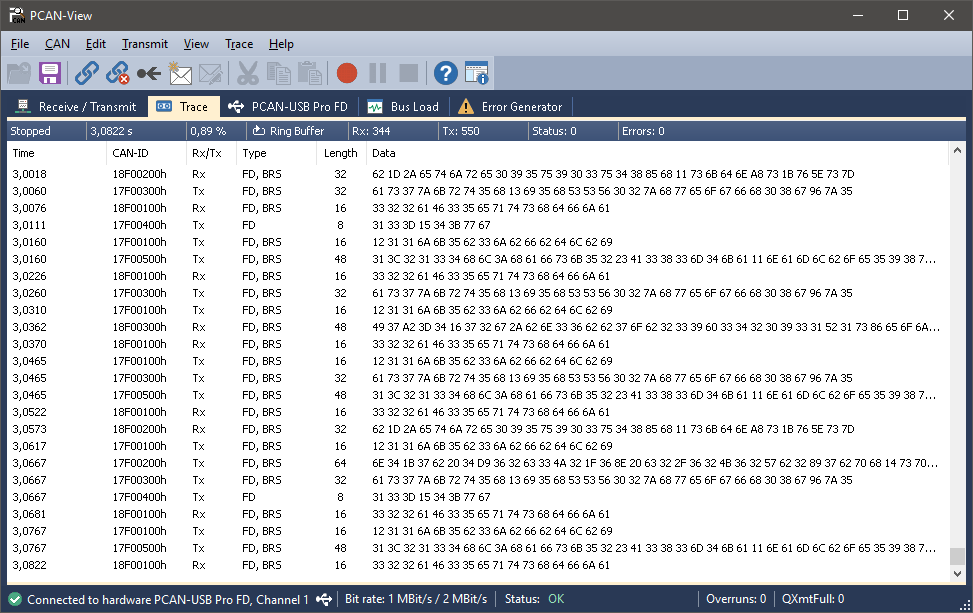 PCAN-View
File CAN Edit Transmit View Trace Help
Receive / Transmit Trace PCAN-USB Pro FD Bus Load Error Generator
Stopped 3,0822 s 0,89 % Ring Buffer Rx: 344 Tx: 550 Status: 0 Errors: 0
Time CAN-ID Rx/Tx Type Length Data
3,0018 18F00200h Rx FD, BRS 32 62 1D 2A 65 74 6A 72 65 30 39 35 75 39 30 33 75 34 38 85 68 11 73 6B 64 6E A8 73 1B 76 5E 73 7D
3,0060 17F00300h Tx FD, BRS 32 61 73 37 7A 6B 72 74 35 68 13 69 35 68 53 53 56 30 32 7A 68 77 65 6F 67 66 68 30 38 67 96 7A 35
3,0076 18F00100h Rx FD, BRS 16 33 32 32 61 46 33 35 65 71 74 73 68 64 66 6A 61
3,0111 17F00400h Tx FD 8 31 33 3D 15 34 3B 77 67
3,0160 17F00100h Tx FD, BRS 16 12 31 31 6A 6B 35 62 33 6A 62 66 62 64 6C 62 69
3,0160 17F00500h Tx FD, BRS 48 31 3C 32 31 33 34 68 6C 3A 68 61 66 73 6B 35 32 23 41 33 38 33 6D 34 6B 61 11 6E 61 6D 6C 62 6F 65 35 39 38 7...
3,0226 18F00100h Rx FD, BRS 16 33 32 32 61 46 33 35 65 71 74 73 68 64 66 6A 61
3,0260 17F00300h Tx FD, BRS 32 61 73 37 7A 6B 72 74 35 68 13 69 35 68 53 53 56 30 32 7A 68 77 65 6F 67 66 68 30 38 67 96 7A 35
3,0310 17F00100h Tx FD, BRS 16 12 31 31 6A 6B 35 62 33 6A 62 66 62 64 6C 62 69
3,0362 18F00300h Rx FD, BRS 48 49 37 A2 3D 34 16 37 32 67 2A 62 6E 33 36 62 62 37 6F 62 32 33 39 60 33 34 32 30 39 33 31 52 31 73 86 65 6F 6A...
3,0370 18F00100h Rx FD, BRS 16 33 32 32 61 46 33 35 65 71 74 73 68 64 66 6A 61
3,0465 17F00100h Tx FD, BRS 16 12 31 31 6A 6B 35 62 33 6A 62 66 62 64 6C 62 69
3,0465 17F00300h Tx FD, BRS 32 61 73 37 7A 6B 72 74 35 68 13 69 35 68 53 53 56 30 32 7A 68 77 65 6F 67 66 68 30 38 67 96 7A 35
3,0465 17F00500h Tx FD, BRS 48 31 3C 32 31 33 34 68 6C 3A 68 61 66 73 6B 35 32 23 41 33 38 33 6D 34 6B 61 11 6E 61 6D 6C 62 6F 65 35 39 38 7...
3,0522 18F00100h Rx FD, BRS 16 33 32 32 61 46 33 35 65 71 74 73 68 64 66 6A 61
3,0573 18F00200h Rx FD, BRS 32 62 1D 2A 65 74 6A 72 65 30 39 35 75 39 30 33 75 34 38 85 68 11 73 6B 64 6E A8 73 1B 76 5E 73 7D
3,0617 17F00100h Tx FD, BRS 16 12 31 31 6A 6B 35 62 33 6A 62 66 62 64 6C 62 69
3,0667 17F00200h Tx FD, BRS 64 6E 34 1B 37 62 20 34 D9 36 32 63 33 4A 32 1F 36 8E 20 63 32 2F 36 32 4B 36 32 57 62 32 89 37 62 70 68 14 73 70...
3,0667 17F00300h Tx FD, BRS 32 61 73 37 7A 6B 72 74 35 68 13 69 35 68 53 53 56 30 32 7A 68 77 65 6F 67 66 68 30 38 67 96 7A 35
3,0667 17F00400h Tx FD 8 31 33 3D 15 34 3B 77 67
3,0681 18F00100h Rx FD, BRS 16 33 32 32 61 46 33 35 65 71 74 73 68 64 66 6A 61
3,0767 17F00100h Tx FD, BRS 16 12 31 31 6A 6B 35 62 33 6A 62 66 62 64 6C 62 69
3,0767 17F00500h Tx FD, BRS 48 31 3C 32 31 33 34 68 6C 3A 68 61 66 73 6B 35 32 23 41 33 38 33 6D 34 6B 61 11 6E 61 6D 6C 62 6F 65 35 39 38 7...
3,0822 18F00100h Rx FD, BRS 16 33 32 32 61 46 33 35 65 71 74 73 68 64 66 6A 61
Connected to hardware PCAN-USB Pro FD, Channel 1 Bit rate: 1 MBit/s / 2 MBit/s Status: OK Overruns: 0 QXmtFull: 0